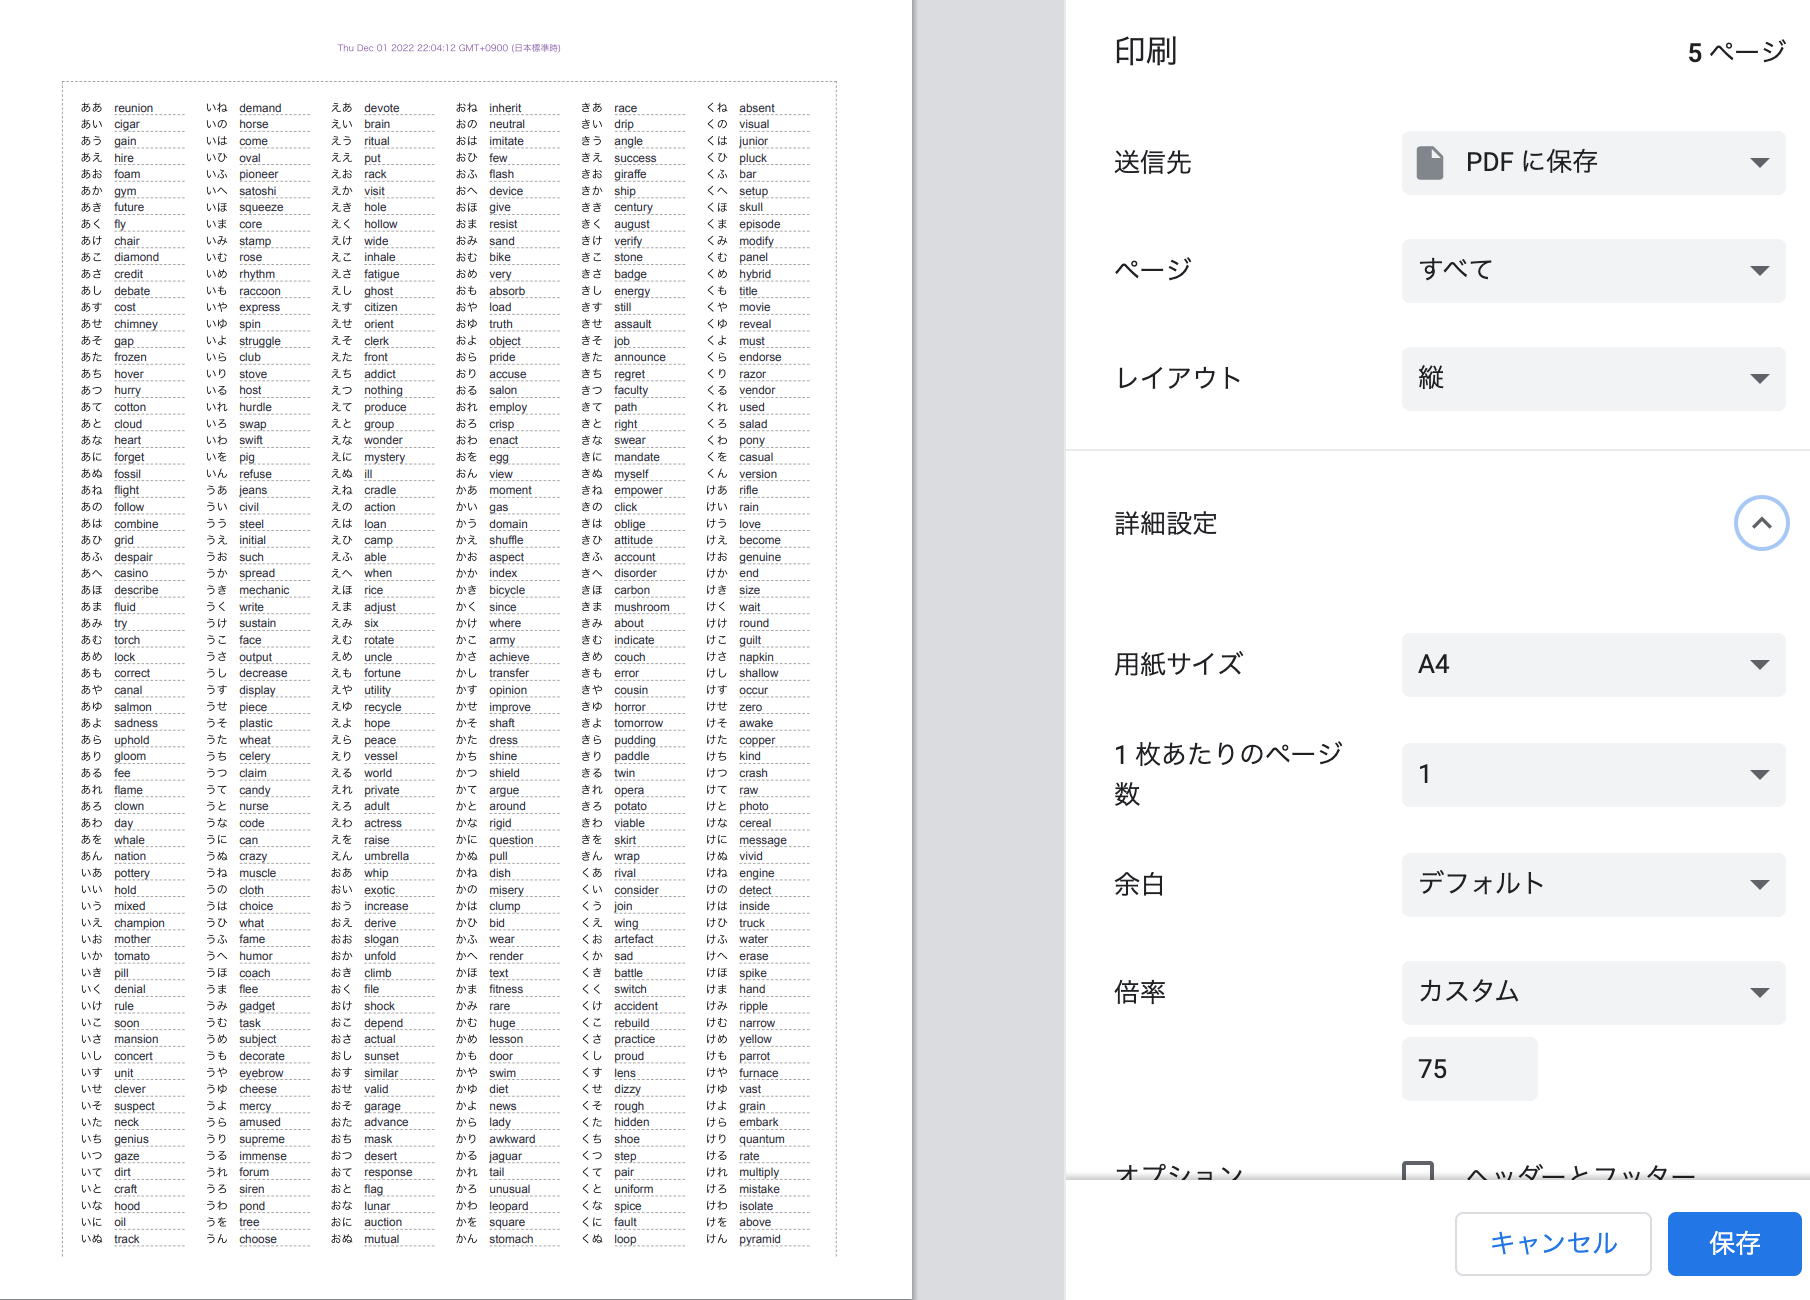 Thu Dec 01 2022 22:04:12 GMT+0900 (日本標準時)
ああ reunion
あい cigar
あう gain
あえ hire
あお foam
あか gym
あき future
あく fly
あけ chair
あこ diamond
あさ credit
あし debate
あす cost
あせ chimney
あそ gap
あた frozen
あち hover
あつ hurry
あて cotton
あと cloud
あな heart
あに forget
あぬ fossil
あね flight
あの follow
あは combine
あひ grid
あふ despair
あへ casino
あほ describe
あま fluid
あみ try
あむ torch
あめ lock
あも correct
あや canal
あゆ salmon
あよ sadness
あら uphold
あり gloom
ある fee
あれ flame
あろ clown
あわ day
あを whale
あん nation
いあ pottery
いい hold
いう mixed
いえ champion
いお mother
いか tomato
いき pill
いく denial
いけ rule
いこ soon
いさ mansion
いし concert
いす unit
いせ clever
いそ suspect
いた neck
いち genius
いつ gaze
いて dirt
いと craft
いな hood
いに oil
いぬ track
いね demand
いの horse
いは come
いひ oval
いふ pioneer
いへ satoshi
いほ squeeze
いま core
いみ stamp
いむ rose
いめ rhythm
いも raccoon
いや express
いゆ spin
いよ struggle
いら club
いり stove
いる host
いれ hurdle
いろ swap
いわ swift
いを pig
いん refuse
うあ jeans
うい civil
うう steel
うえ initial
うお such
うか spread
うき mechanic
うく write
うけ sustain
うこ face
うさ output
うし decrease
うす display
うせ piece
うそ plastic
うた wheat
うち celery
うつ claim
うて candy
うと nurse
うな code
うに can
うぬ crazy
うね muscle
うの cloth
うは choice
うひ what
うふ fame
うへ humor
うほ coach
うま flee
うみ gadget
うむ task
うめ subject
うも decorate
うや eyebrow
うゆ cheese
うよ mercy
うら amused
うり supreme
うる immense
うれ forum
うろ siren
うわ pond
うを tree
うん choose
えあ devote
えい brain
えう ritual
ええ put
えお rack
えか visit
えき hole
えく hollow
えけ wide
えこ inhale
えさ fatigue
えし ghost
えす citizen
えせ orient
えそ clerk
えた front
えち addict
えつ nothing
えて produce
えと group
えな wonder
えに mystery
えぬ ill
えね cradle
えの action
えは loan
えひ camp
えふ able
えへ when
えほ rice
えま adjust
えみ six
えむ rotate
えめ uncle
えも fortune
えや utility
えゆ recycle
えよ hope
えら peace
えり vessel
える world
えれ private
えろ adult
えわ actress
えを raise
えん umbrella
おあ whip
おい exotic
おう increase
おえ derive
おお slogan
おか unfold
おき climb
おく file
おけ shock
おこ depend
おさ actual
おし sunset
おす similar
おせ valid
おそ garage
おた advance
おち mask
おつ desert
おて response
おと flag
おな lunar
おに auction
おぬ mutual
おね inherit
おの neutral
おは imitate
おひ few
おふ flash
おへ device
おほ give
おま resist
おみ sand
おむ bike
おめ very
おも absorb
おや load
おゆ truth
およ object
おら pride
おり accuse
おる salon
おれ employ
おろ crisp
おわ enact
おを egg
おん view
かあ moment
かい gas
かう domain
かえ shuffle
かお aspect
かか index
かき bicycle
かく since
かけ where
かこ army
かさ achieve
かし transfer
かす opinion
かせ improve
かそ shaft
かた dress
かち shine
かつ shield
かて argue
かと around
かな rigid
かに question
かぬ pull
かね dish
かの misery
かは clump
かひ bid
かふ wear
かへ render
かほ text
かま fitness
かみ rare
かむ huge
かめ lesson
かも door
かや swim
かゆ diet
かよ news
から lady
かり awkward
かる jaguar
かれ tail
かろ unusual
かわ leopard
かを square
かん stomach
きあ race
きい drip
きう angle
きえ success
きお giraffe
きか ship
きき century
きく august
きけ verify
きこ stone
きさ badge
きし energy
きす still
きせ assault
きそ job
きた announce
きち regret
きつ faculty
きて path
きと right
きな swear
きに mandate
きぬ myself
きね empower
きの click
きは oblige
きひ attitude
きふ account
きへ disorder
きほ carbon
きま mushroom
きみ about
きむ indicate
きめ couch
きも error
きや cousin
きゆ horror
きよ tomorrow
きら pudding
きり paddle
きる twin
きれ opera
きろ potato
きわ viable
きを skirt
きん wrap
くあ rival
くい consider
くう join
くえ wing
くお artefact
くか sad
くき battle
くく switch
くけ accident
くこ rebuild
くさ practice
くし proud
くす lens
くせ dizzy
くそ rough
くた hidden
くち shoe
くつ step
くて pair
くと uniform
くな spice
くに fault
くぬ loop
くね absent
くの visual
くは junior
くひ pluck
くふ bar
くへ setup
くほ skull
くま episode
くみ modify
くむ panel
くめ hybrid
くも title
くや movie
くゆ reveal
くよ must
くら endorse
くり razor
くる vendor
くれ used
くろ salad
くわ pony
くを casual
くん version
けあ rifle
けい rain
けう love
けえ become
けお genuine
けか end
けき size
けく wait
けけ round
けこ guilt
けさ napkin
けし shallow
けす occur
けせ zero
けそ awake
けた copper
けち kind
けつ crash
けて raw
けと photo
けな cereal
けに message
けぬ vivid
けね engine
けの detect
けは inside
けひ truck
けふ water
けへ erase
けほ spike
けま hand
けみ ripple
けむ narrow
けめ yellow
けも parrot
けや furnace
けゆ vast
けよ grain
けら embark
けり quantum
ける rate
けれ multiply
けろ mistake
けわ isolate
けを above
けん pyramid
印刷 5 ページ
送信先 PDF に保存
ページ すべて
レイアウト 縦
詳細設定
用紙サイズ A4
1 枚あたりのページ
数 1
余白 デフォルト
倍率 カスタム
75
オプション ヘッダーとフッター
キャンセル 保存